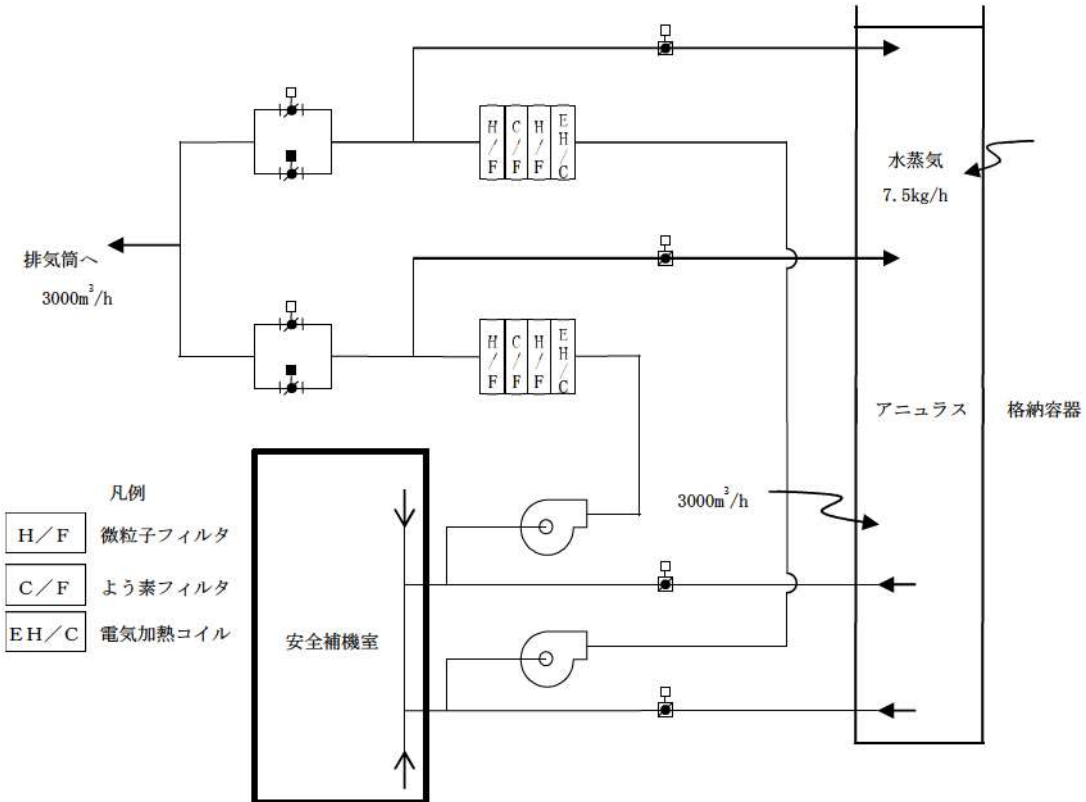 H/F
C/F
H/F
EH/C
水蒸気
7.5kg/h
排気筒へ
3000m³/h
H/F
C/F
H/F
EH/C
アニュラス
格納容器
3000m³/h
凡例
H/F 微粒子フィルタ
C/F よう素フィルタ
EH/C 電気加熱コイル
安全補機室